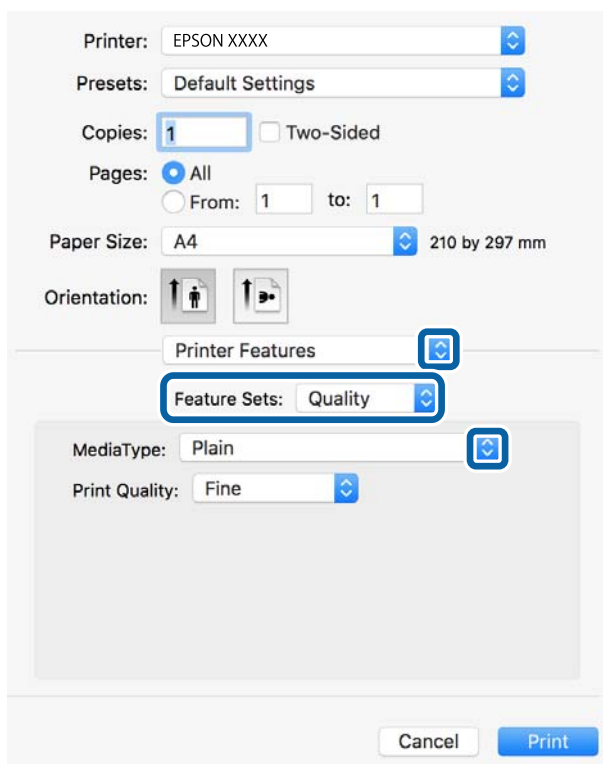 Printer: EPSON XXXX
Presets: Default Settings
Copies: 1 Two-Sided
Pages: All
From: 1 to: 1
Paper Size: A4 210 by 297 mm
Orientation:
Printer Features
Feature Sets: Quality
MediaType: Plain
Print Quality: Fine
Cancel Print